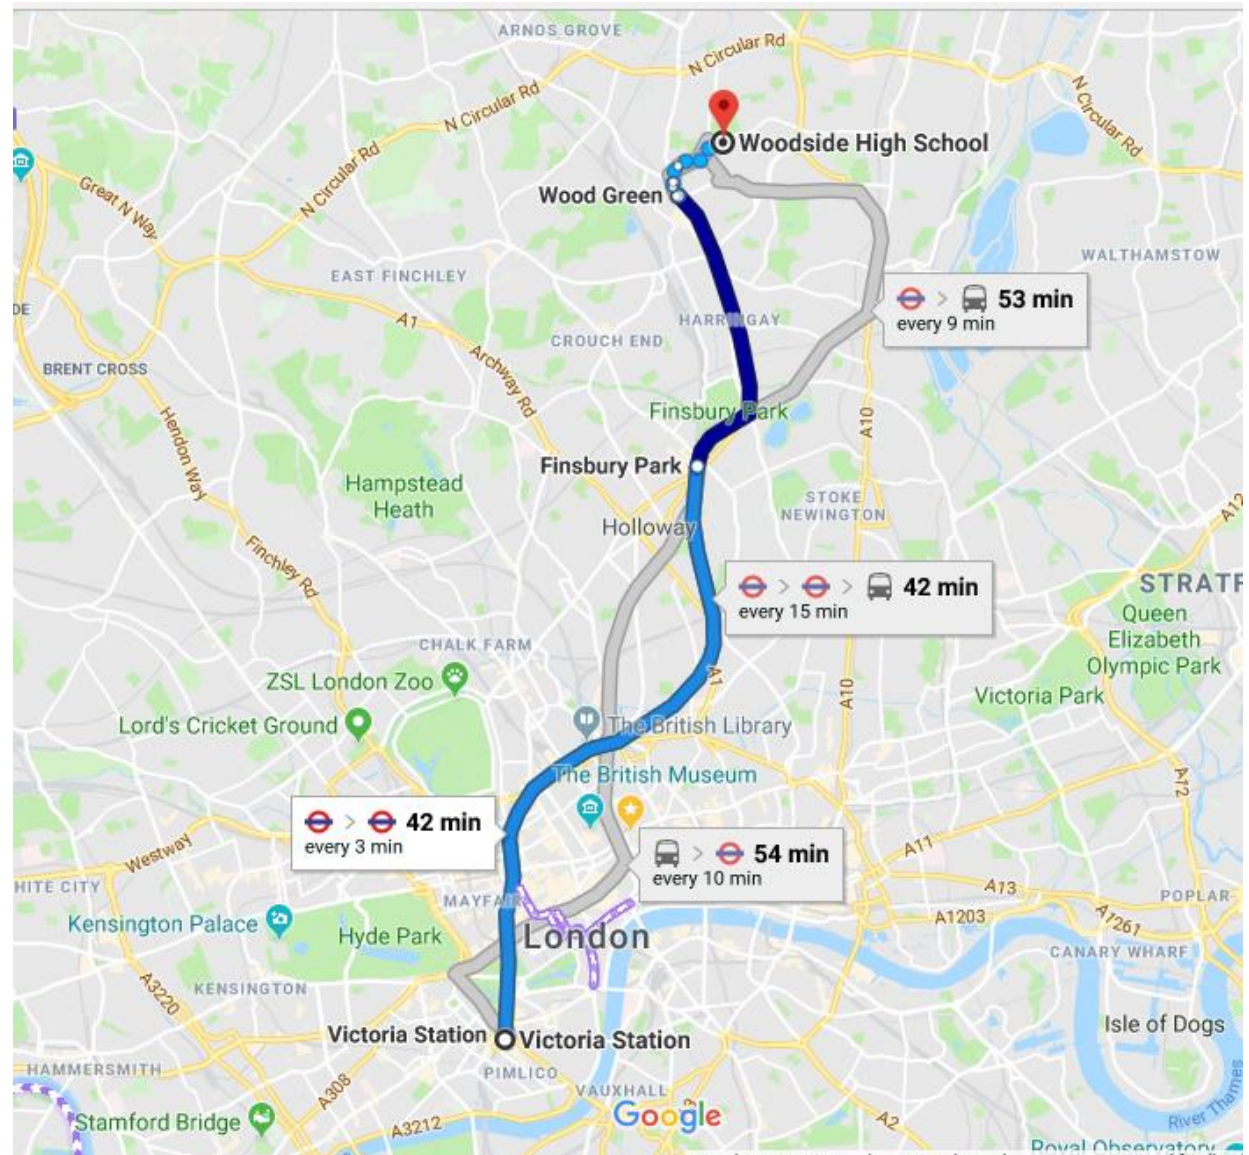 ARNOS GROVE
N Circular Rd
N Circular Rd
N Circular Rd
N Circular Rd
Woodside High School
Great N Way
Wood Green
WALTHAMSTOW
EAST FINCHLEY
53 min
every 9 min
DE
A1
HARRINGAY
CROUCH END
BRENT CROSS
Archway Rd
Finsbury Park
A10
Hendon Way
Finsbury Park
Hampstead
Heath
STOKE
NEWINGTON
A12
Holloway
Finchley Rd
42 min
every 15 min
STRATF
Queen
Elizabeth
Olympic Park
CHALK FARM
ZSL London Zoo
A1
A10
Victoria Park
Lord's Cricket Ground
The British Library
The British Museum
A12
42 min
every 3 min
Westway
54 min
every 10 min
A11
HITE CITY
MAYFAIR
A13
POPLAR
Kensington Palace
Hyde Park
London
A1203
A1261
CANARY WHARF
KENSINGTON
A3220
Isle of Dogs
Victoria Station
Victoria Station
HAMMERSMITH
PIMLICO
A308
VAUXHALL
Google
Stamford Bridge
A3212
A2
River Thames
Royal Observatory